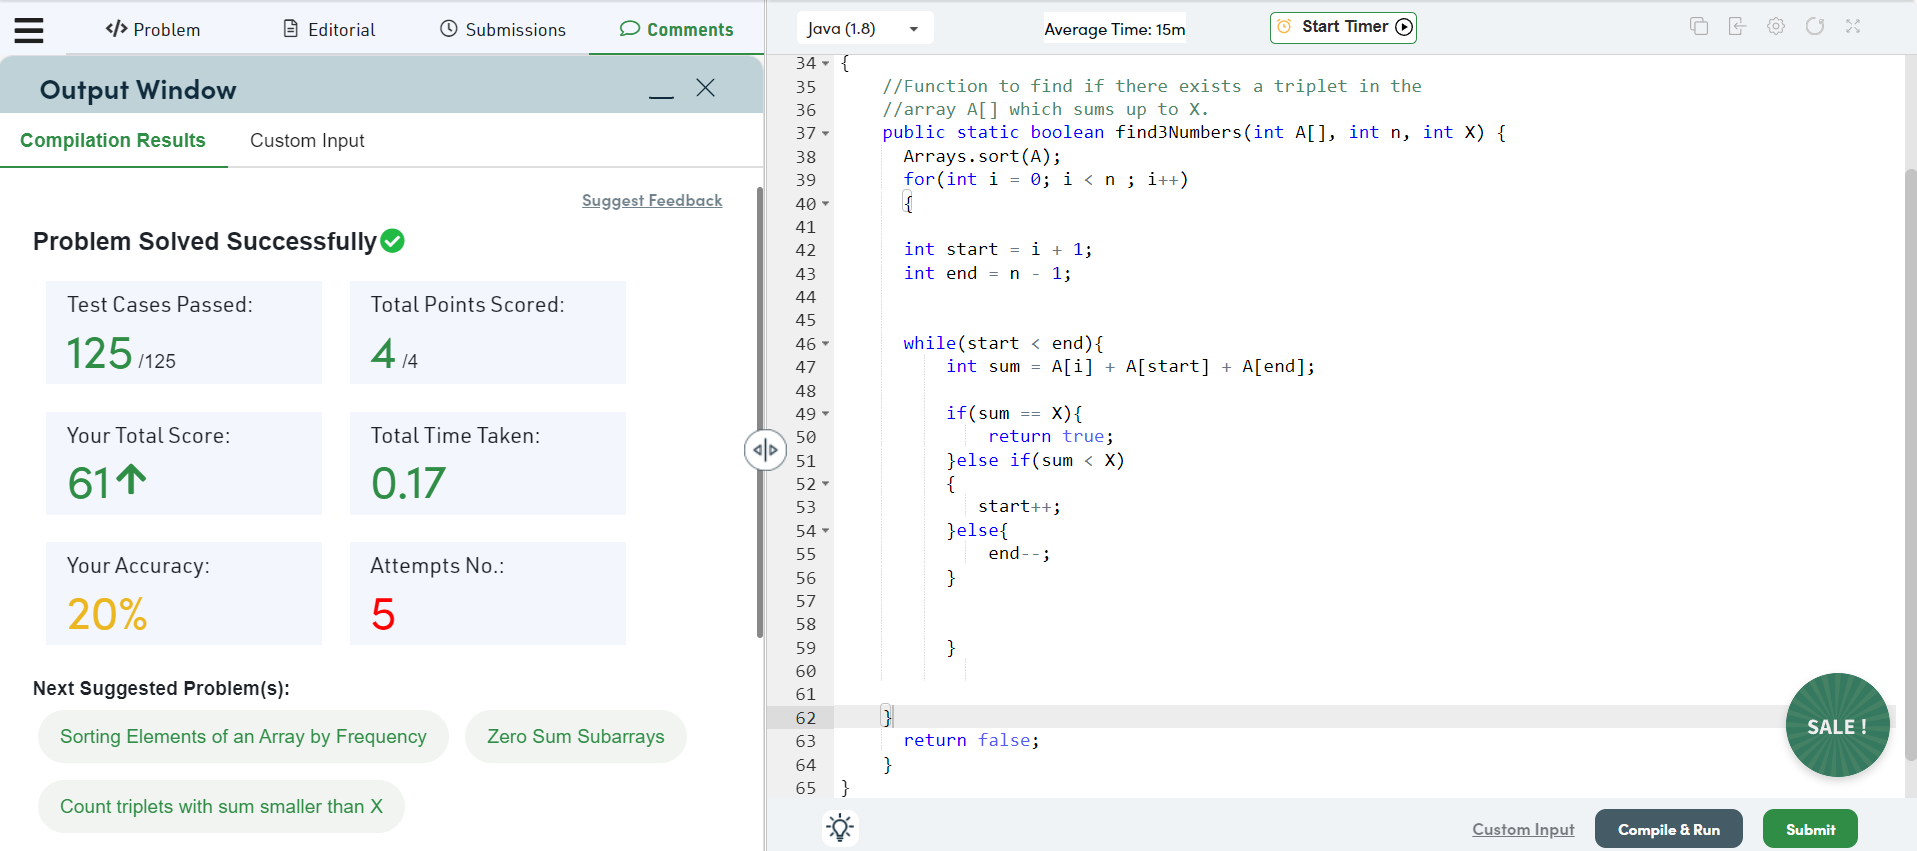 Problem
Editorial
Submissions
Comments
Java (1.8)
Average Time: 15m
Start Timer
Output Window
Compilation Results
Custom Input
Suggest Feedback
Problem Solved Successfully
Test Cases Passed:
125 /125
Total Points Scored:
4 /4
Your Total Score:
61
Total Time Taken:
0.17
Your Accuracy:
20%
Attempts No.:
5
Next Suggested Problem(s):
Sorting Elements of an Array by Frequency
Zero Sum Subarrays
Count triplets with sum smaller than X
34 {
35 //Function to find if there exists a triplet in the
36 //array A[] which sums up to X.
37 public static boolean find3Numbers(int A[], int n, int X) {
38 Arrays.sort(A);
39 for(int i = 0; i < n ; i++)
40 {
41
42 int start = i + 1;
43 int end = n - 1;
44
45
46 while(start < end){
47 int sum = A[i] + A[start] + A[end];
48
49 if(sum == X){
50 return true;
51 }else if(sum < X)
52 {
53 start++;
54 }else{
55 end--;
56 }
57
58
59 }
60
61
62 }
63 return false;
64 }
65 }
SALE !
Custom Input
Compile & Run
Submit